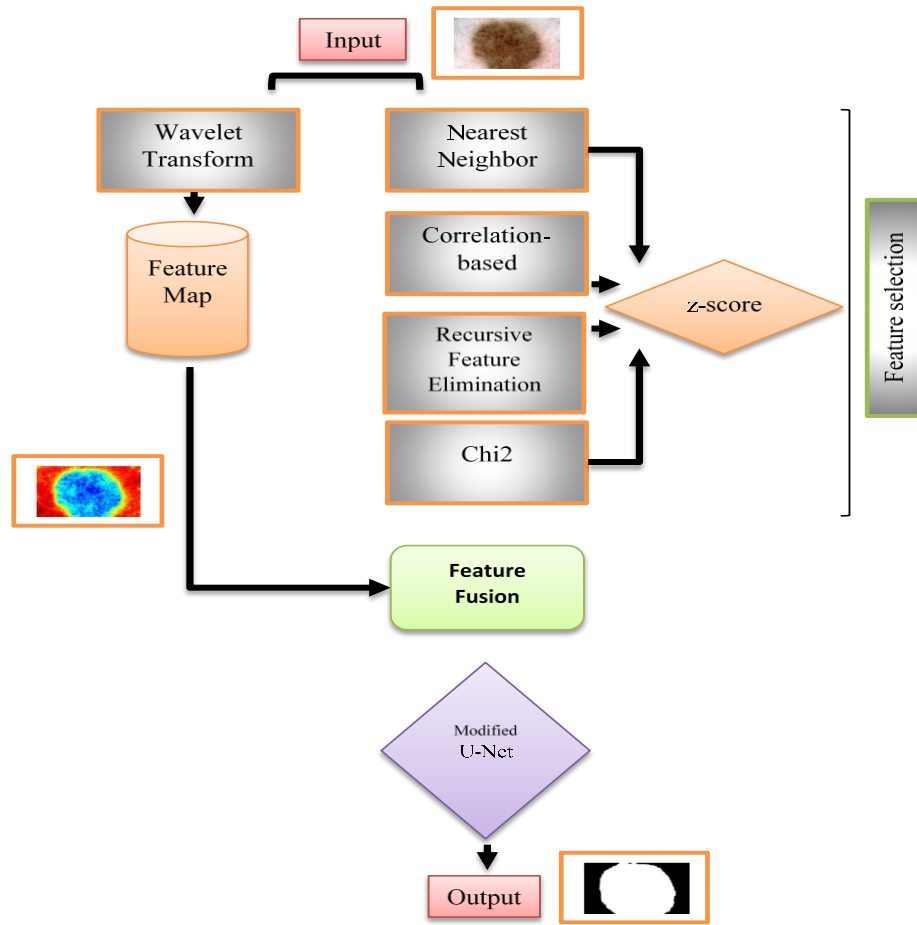 Input
Wavelet
Transform
Nearest
Neighbor
Feature
Map
Correlation-
based
Recursive
Feature
Elimination
Chi2
z-score
Feature selection
Feature
Fusion
Modified
U-Net
Output